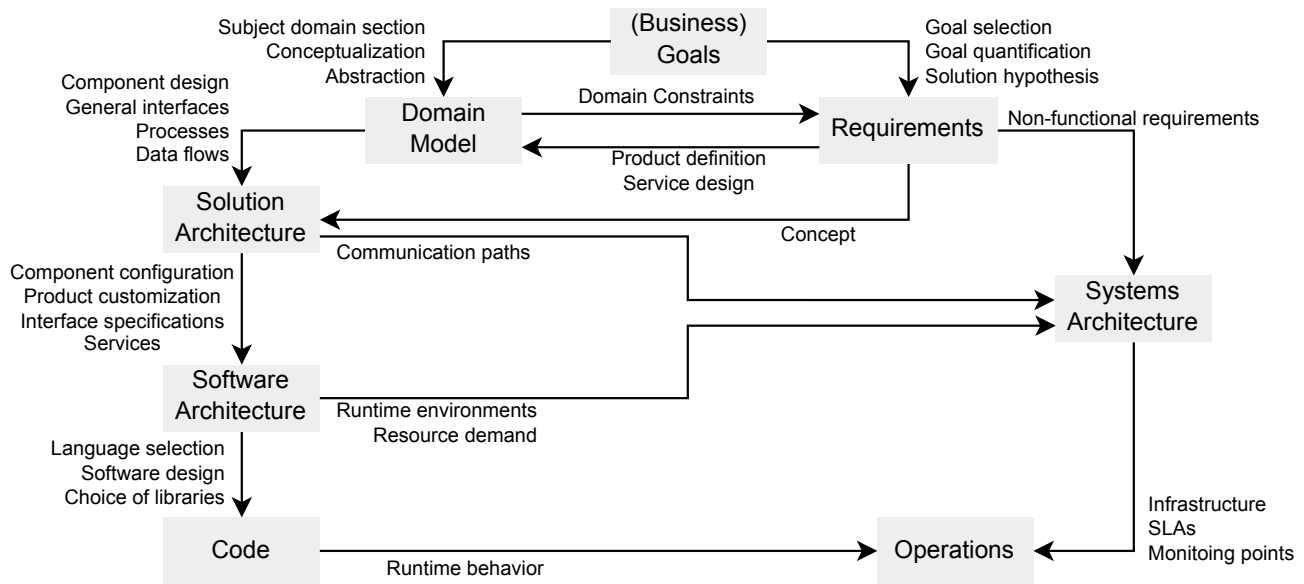 (Business)
Goals
Subject domain section
Conceptualization
Abstraction
Goal selection
Goal quantification
Solution hypothesis
Component design
General interfaces
Processes
Data flows
Domain
Model
Domain Constraints
Product definition
Service design
Requirements
Non-functional requirements
Solution
Architecture
Concept
Communication paths
Component configuration
Product customization
Interface specifications
Services
Systems
Architecture
Software
Architecture
Runtime environments
Resource demand
Language selection
Software design
Choice of libraries
Infrastructure
SLAs
Monitoing points
Code
Runtime behavior
Operations